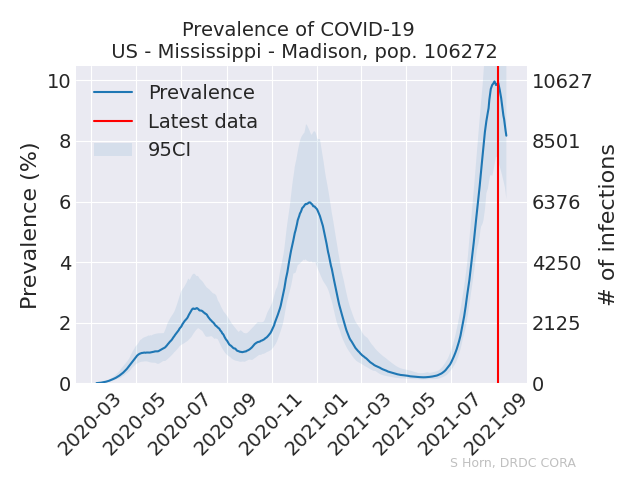 Prevalence of COVID-19
US - Mississippi - Madison, pop. 106272
Prevalence
Latest data
95CI
Prevalence (%)
10
8
6
4
2
0
# of infections
10627
8501
6376
4250
2125
0
2020-03
2020-05
2020-07
2020-09
2020-11
2021-01
2021-03
2021-05
2021-07
2021-09
S Horn, DRDC CORA